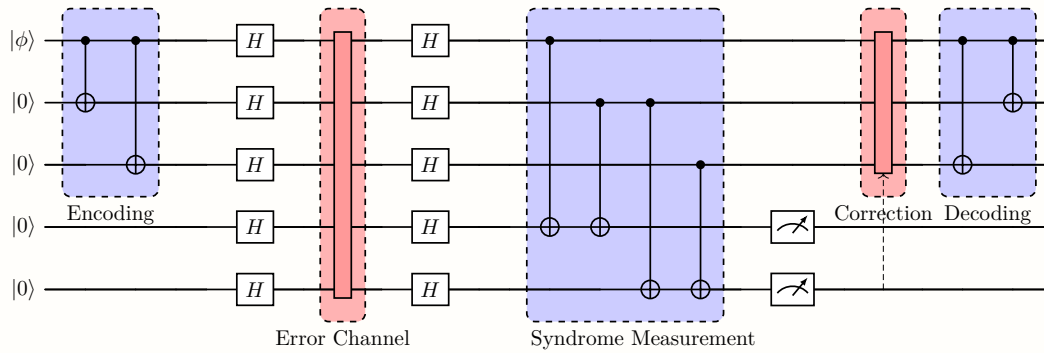 |ϕ⟩ H H
|0⟩ H H
|0⟩ H H
Encoding Correction Decoding
|0⟩ H H
|0⟩ H H
Error Channel Syndrome Measurement